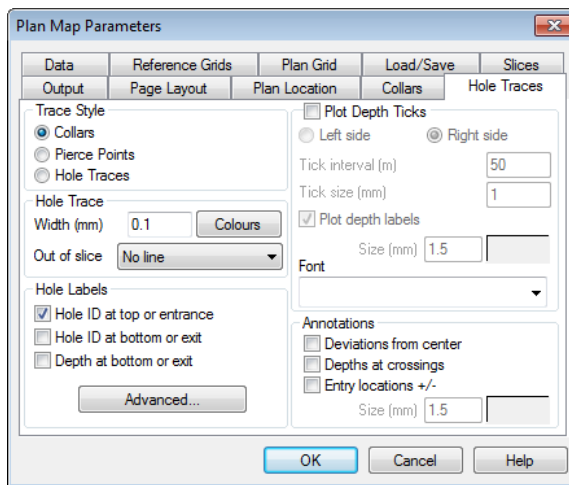 Plan Map Parameters
Data Reference Grids Plan Grid Load/Save Slices
Output Page Layout Plan Location Collars Hole Traces
Trace Style
Collars
Pierce Points
Hole Traces
Hole Trace
Width (mm) 0.1 Colours
Out of slice No line
Hole Labels
Hole ID at top or entrance
Hole ID at bottom or exit
Depth at bottom or exit
Advanced...
Plot Depth Ticks
Left side Right side
Tick interval (m) 50
Tick size (mm) 1
Plot depth labels
Size (mm) 1.5
Font
Annotations
Deviations from center
Depths at crossings
Entry locations +/-
Size (mm) 1.5
OK Cancel Help